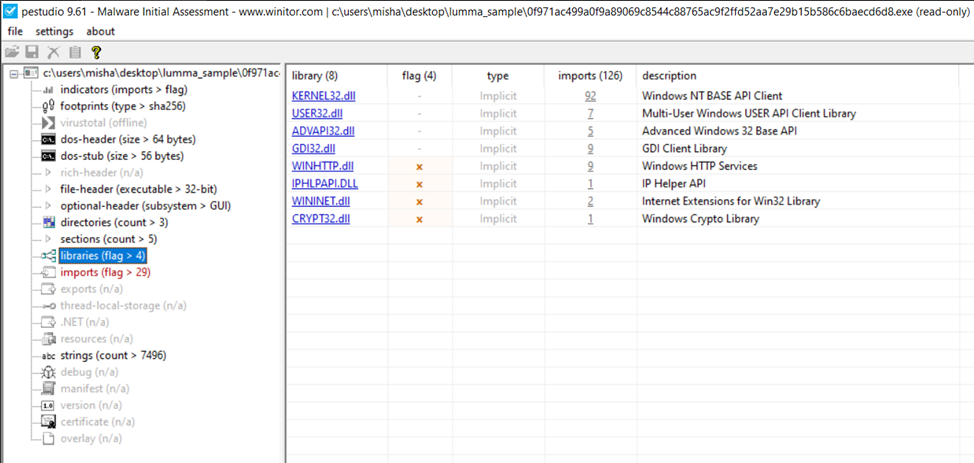 pestudio 9.61 - Malware Initial Assessment - www.winitor.com | c:\users\misha\desktop\lumma_sample\0f971ac499a0f9a89069c8544c88765ac9f2ffd52aa7e29b15b586c6baecd6d8.exe (read-only)
file settings about
c:\users\misha\desktop\lumma_sample\0f971ac
indicators (imports > flag)
footprints (type > sha256)
virustotal (offline)
dos-header (size > 64 bytes)
dos-stub (size > 56 bytes)
rich-header (n/a)
file-header (executable > 32-bit)
optional-header (subsystem > GUI)
directories (count > 3)
sections (count > 5)
libraries (flag > 4)
imports (flag > 29)
exports (n/a)
thread-local-storage (n/a)
.NET (n/a)
resources (n/a)
abc strings (count > 7496)
debug (n/a)
manifest (n/a)
1.0 version (n/a)
certificate (n/a)
overlay (n/a)
library (8) flag (4) type imports (126) description
KERNEL32.dll - Implicit 92 Windows NT BASE API Client
USER32.dll - Implicit 7 Multi-User Windows USER API Client Library
ADVAPI32.dll - Implicit 5 Advanced Windows 32 Base API
GDI32.dll - Implicit 9 GDI Client Library
WINHTTP.dll x Implicit 9 Windows HTTP Services
IPHLPAPI.DLL x Implicit 1 IP Helper API
WININET.dll x Implicit 2 Internet Extensions for Win32 Library
CRYPT32.dll x Implicit 1 Windows Crypto Library